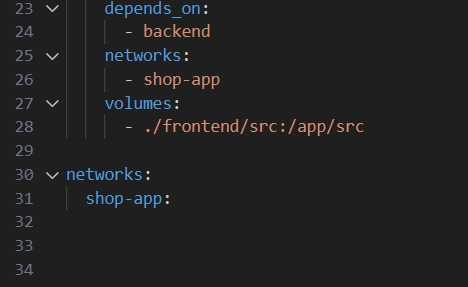 23 depends_on:
24 - backend
25 networks:
26 - shop-app
27 volumes:
28 - ./frontend/src:/app/src
29
30 networks:
31 shop-app:
32
33
34